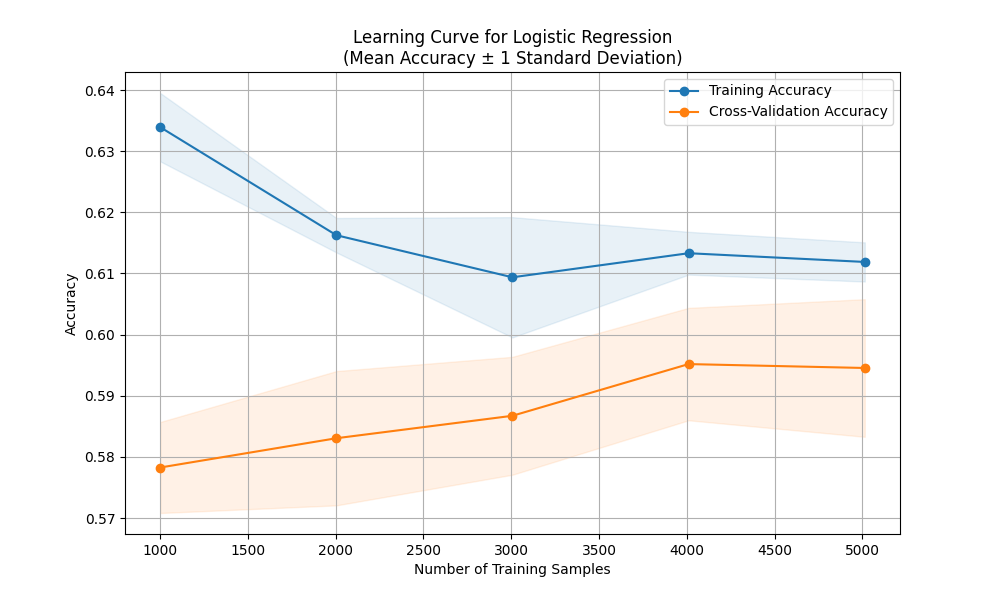 Learning Curve for Logistic Regression
(Mean Accuracy ± 1 Standard Deviation)
Training Accuracy
Cross-Validation Accuracy
Accuracy
0.64
0.63
0.62
0.61
0.60
0.59
0.58
0.57
1000 1500 2000 2500 3000 3500 4000 4500 5000
Number of Training Samples